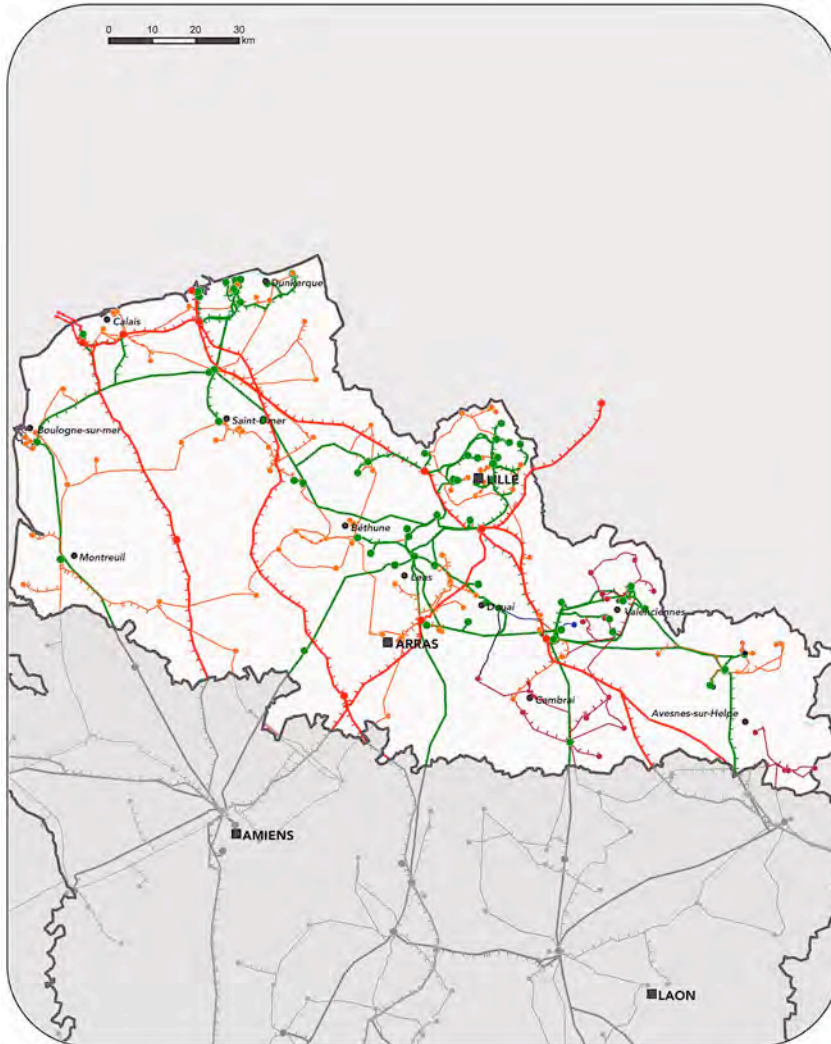 0 10 20 30
km
Dunkerque
Calais
Saint-Omer
Boulogne-sur-mer
LILLE
Béthune
Montreuil
Lens
Douai
Valenciennes
ARRAS
Cambrai
Avesnes-sur-Helpe
AMIENS
LAON